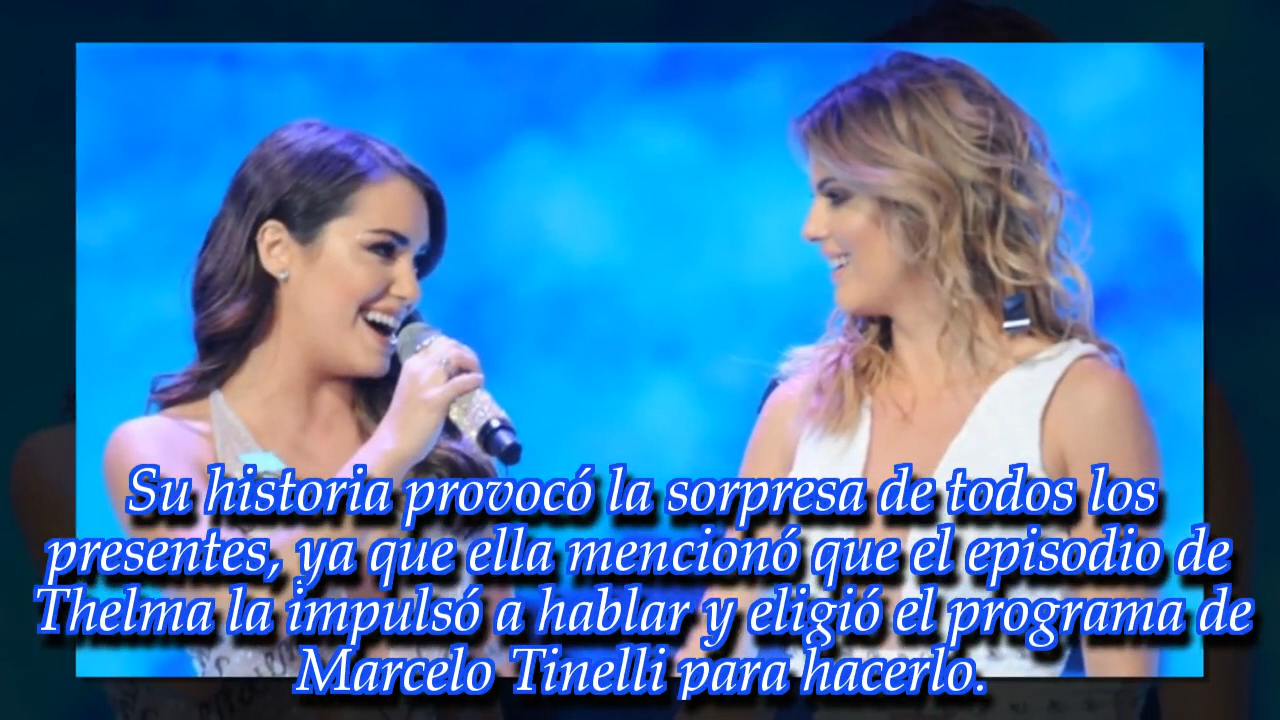 Su historia provocó la sorpresa de todos los
presentes, ya que ella mencionó que el episodio de
Thelma la impulsó a hablar y eligió el programa de
Marcelo Tinelli para hacerlo.